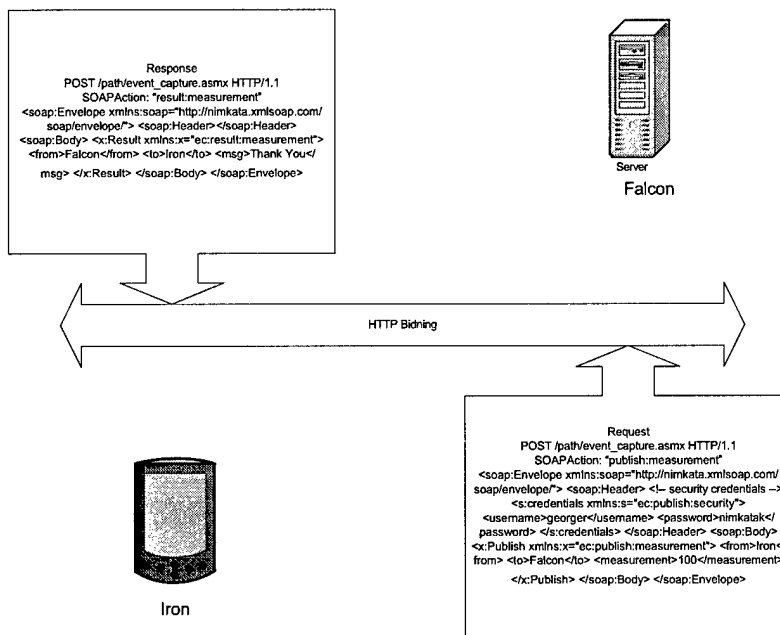 Response
POST /path/event_capture.asmx HTTP/1.1
SOAPAction: "result:measurement"
<soap:Envelope xmlns:soap="http://nimkata.xmlsoap.com/
soap/envelope/"> <soap:Header></soap:Header>
<soap:Body> <x:Result xmlns:x="ec:result:measurement">
<from>Falcon</from> <to>Iron</to> <msg>Thank You</
msg> </x:Result> </soap:Body> </soap:Envelope>
Server
Falcon
HTTP Bidning
Request
POST /path/event_capture.asmx HTTP/1.1
SOAPAction: "publish:measurement"
<soap:Envelope xmlns:soap="http://nimkata.xmlsoap.com/
soap/envelope/"> <soap:Header> <!-- security credentials -->
<s:credentials xmlns:s="ec:publish:security">
<username>georger</username> <password>nimkatak</
password> </s:credentials> </soap:Header> <soap:Body>
<x:Publish xmlns:x="ec:publish:measurement"> <from>Iron<
from> <to>Falcon</to> <measurement>100</measurement>
</x:Publish> </soap:Body> </soap:Envelope>
Iron